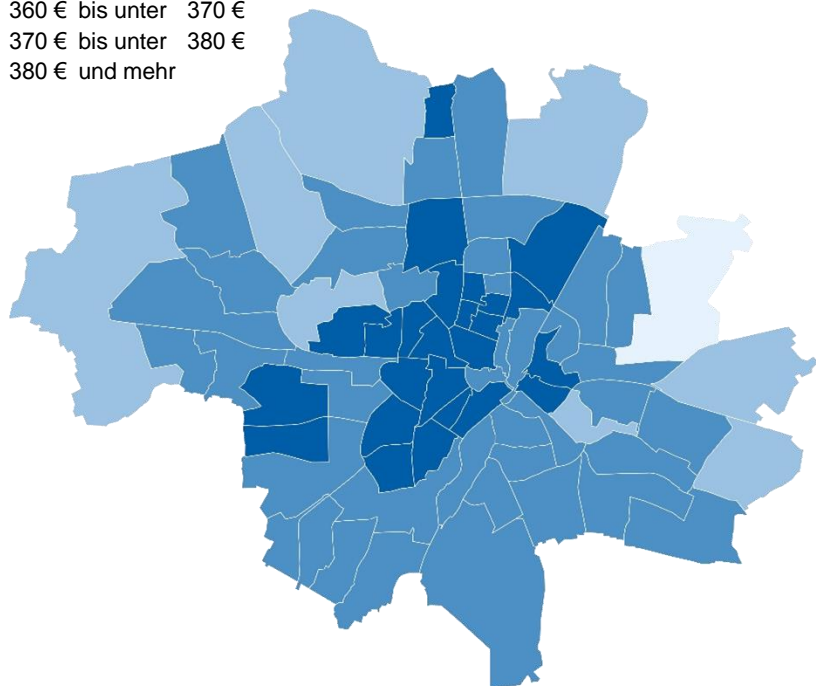 360 € bis unter 370 €
370 € bis unter 380 €
380 € und mehr